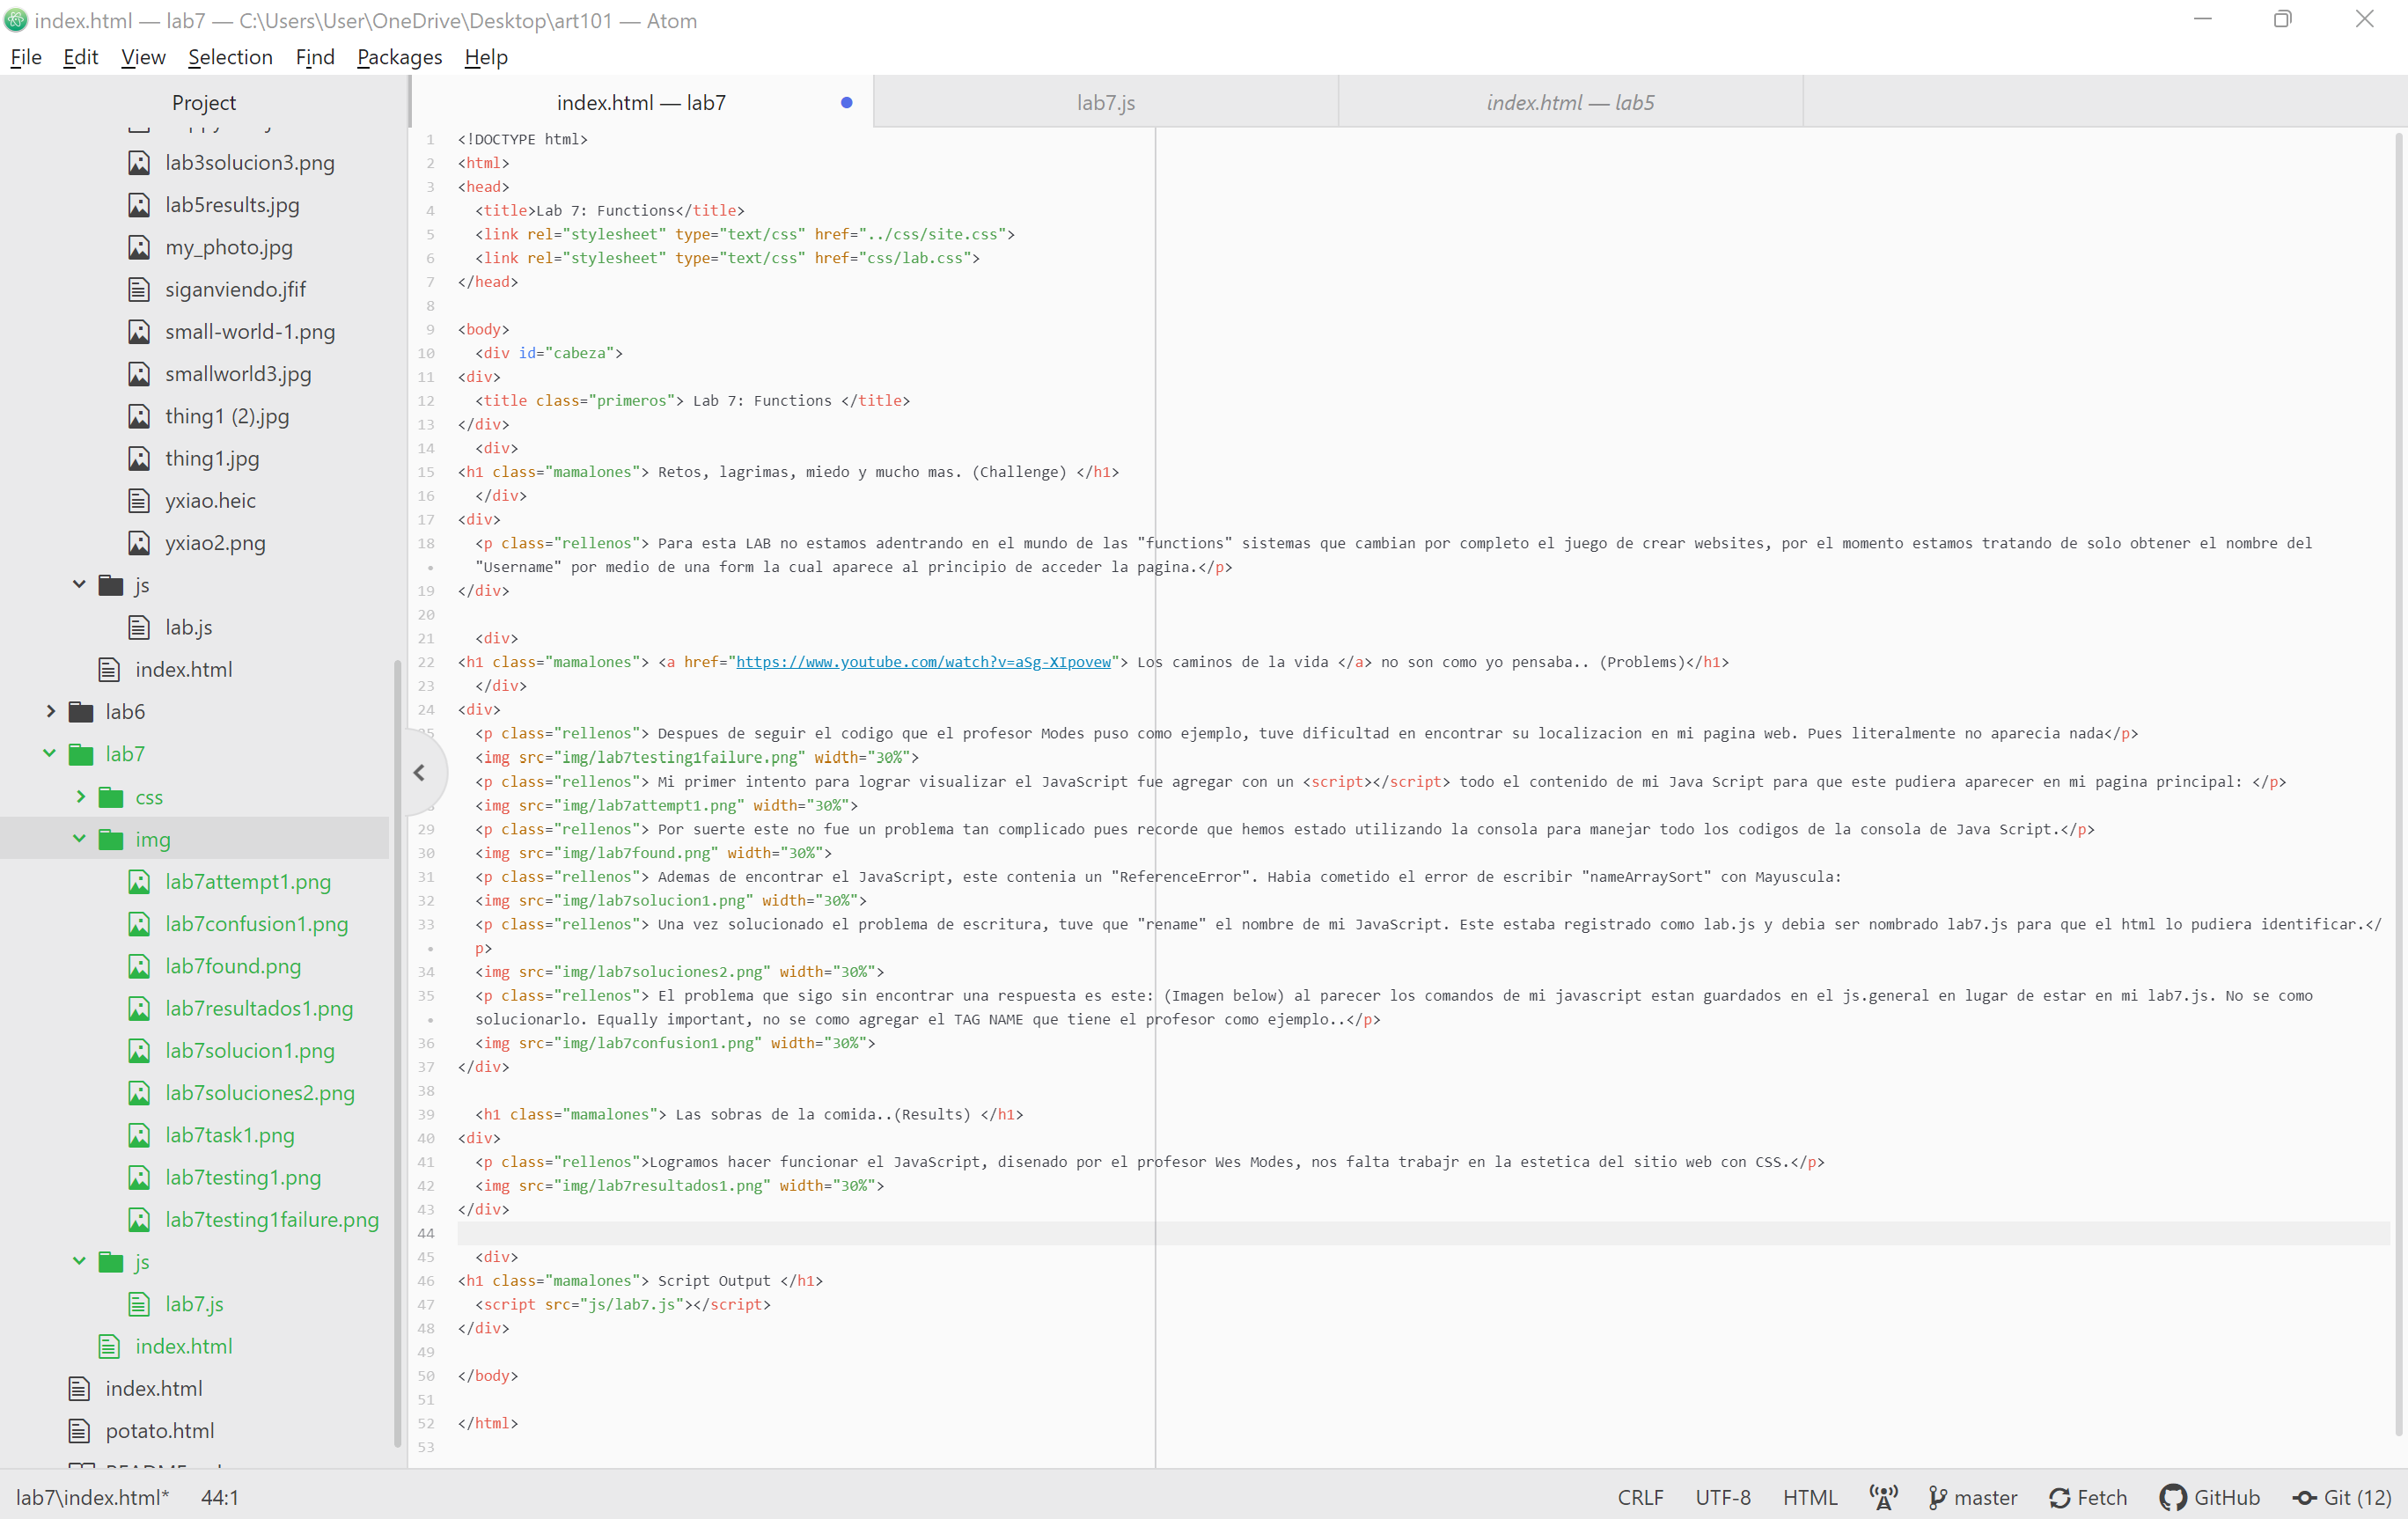 index.html — lab7 — C:\Users\User\OneDrive\Desktop\art101 — Atom
File Edit View Selection Find Packages Help
Project
lab3solucion3.png
lab5results.jpg
my_photo.jpg
siganviendo.jfif
small-world-1.png
smallworld3.jpg
thing1 (2).jpg
thing1.jpg
yxiao.heic
yxiao2.png
js
lab.js
index.html
lab6
lab7
css
img
lab7attempt1.png
lab7confusion1.png
lab7found.png
lab7resultados1.png
lab7solucion1.png
lab7soluciones2.png
lab7task1.png
lab7testing1.png
lab7testing1failure.png
js
lab7.js
index.html
index.html
potato.html
index.html — lab7
lab7.js
index.html — lab5
1 <!DOCTYPE html>
2 <html>
3 <head>
4 <title>Lab 7: Functions</title>
5 <link rel="stylesheet" type="text/css" href="../css/site.css">
6 <link rel="stylesheet" type="text/css" href="css/lab.css">
7 </head>
8
9 <body>
10 <div id="cabeza">
11 <div>
12 <title class="primeros"> Lab 7: Functions </title>
13 </div>
14 <div>
15 <h1 class="mamalones"> Retos, lagrimas, miedo y mucho mas. (Challenge) </h1>
16 </div>
17 <div>
18 <p class="rellenos"> Para esta LAB no estamos adentrando en el mundo de las "functions" sistemas que cambian por completo el juego de crear websites, por el momento estamos tratando de solo obtener el nombre del
• "Username" por medio de una form la cual aparece al principio de acceder la pagina.</p>
19 </div>
20
21 <div>
22 <h1 class="mamalones"> <a href="https://www.youtube.com/watch?v=aSg-XIpovew"> Los caminos de la vida </a> no son como yo pensaba.. (Problems)</h1>
23 </div>
24 <div>
<p class="rellenos"> Despues de seguir el codigo que el profesor Modes puso como ejemplo, tuve dificultad en encontrar su localizacion en mi pagina web. Pues literalmente no aparecia nada</p>
<img src="img/lab7testing1failure.png" width="30%">
<p class="rellenos"> Mi primer intento para lograr visualizar el JavaScript fue agregar con un <script></script> todo el contenido de mi Java Script para que este pudiera aparecer en mi pagina principal: </p>
<img src="img/lab7attempt1.png" width="30%">
29 <p class="rellenos"> Por suerte este no fue un problema tan complicado pues recorde que hemos estado utilizando la consola para manejar todo los codigos de la consola de Java Script.</p>
30 <img src="img/lab7found.png" width="30%">
31 <p class="rellenos"> Ademas de encontrar el JavaScript, este contenia un "ReferenceError". Habia cometido el error de escribir "nameArraySort" con Mayuscula:
32 <img src="img/lab7solucion1.png" width="30%">
33 <p class="rellenos"> Una vez solucionado el problema de escritura, tuve que "rename" el nombre de mi JavaScript. Este estaba registrado como lab.js y debia ser nombrado lab7.js para que el html lo pudiera identificar.</
• p>
34 <img src="img/lab7soluciones2.png" width="30%">
35 <p class="rellenos"> El problema que sigo sin encontrar una respuesta es este: (Imagen below) al parecer los comandos de mi javascript estan guardados en el js.general en lugar de estar en mi lab7.js. No se como
• solucionarlo. Equally important, no se como agregar el TAG NAME que tiene el profesor como ejemplo..</p>
36 <img src="img/lab7confusion1.png" width="30%">
37 </div>
38
39 <h1 class="mamalones"> Las sobras de la comida..(Results) </h1>
40 <div>
41 <p class="rellenos">Logramos hacer funcionar el JavaScript, disenado por el profesor Wes Modes, nos falta trabajr en la estetica del sitio web con CSS.</p>
42 <img src="img/lab7resultados1.png" width="30%">
43 </div>
44
45 <div>
46 <h1 class="mamalones"> Script Output </h1>
47 <script src="js/lab7.js"></script>
48 </div>
49
50 </body>
51
52 </html>
53
lab7\index.html* 44:1 CRLF UTF-8 HTML master Fetch GitHub Git (12)